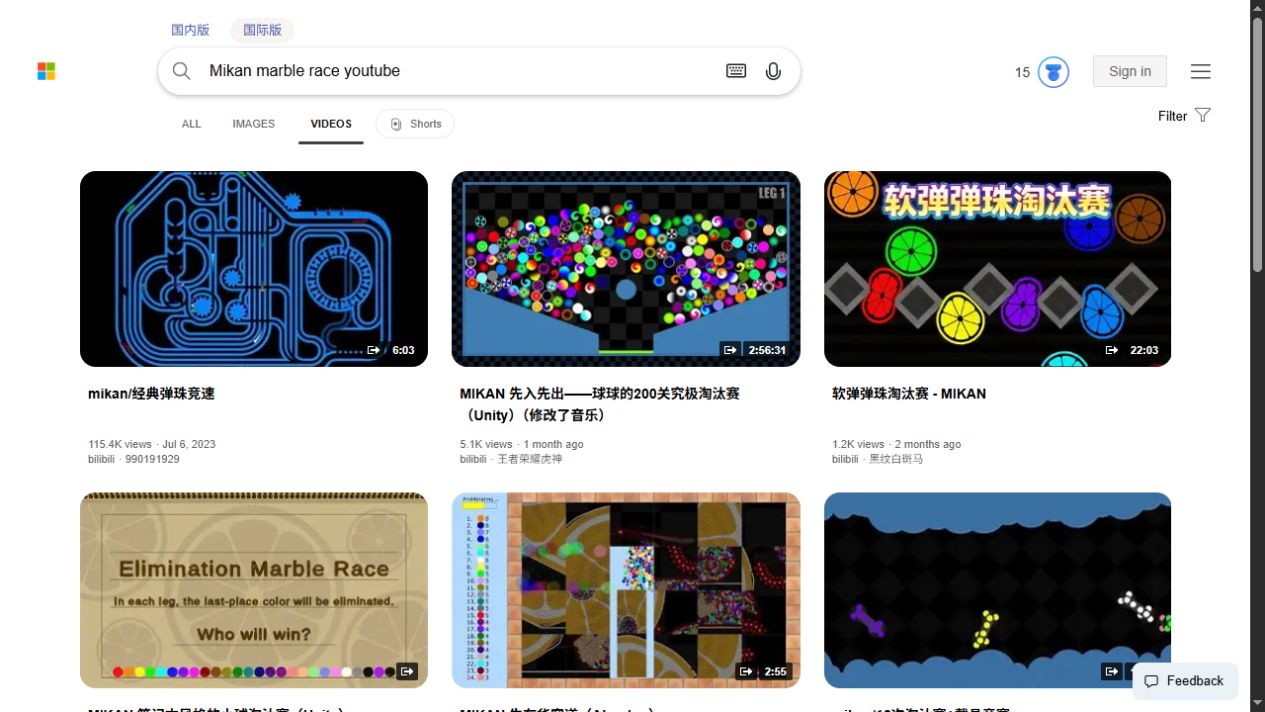 国内版
国际版
Mikan marble race youtube
15
Sign in
ALL
IMAGES
VIDEOS
Shorts
Filter
6:03
LEG 1
2:56:31
软弹弹珠淘汰赛
22:03
mikan/经典弹珠竞速
MIKAN 先入先出——球球的200关究极淘汰赛
（Unity）（修改了音乐）
软弹弹珠淘汰赛 - MIKAN
115.4K views · Jul 6, 2023
bilibili · 990191929
5.1K views · 1 month ago
bilibili · 王者荣耀虎神
1.2K views · 2 months ago
bilibili · 黑纹白斑马
Elimination Marble Race
In each leg, the last-place color will be eliminated.
Who will win?
Proliferating...
2:55
Feedback